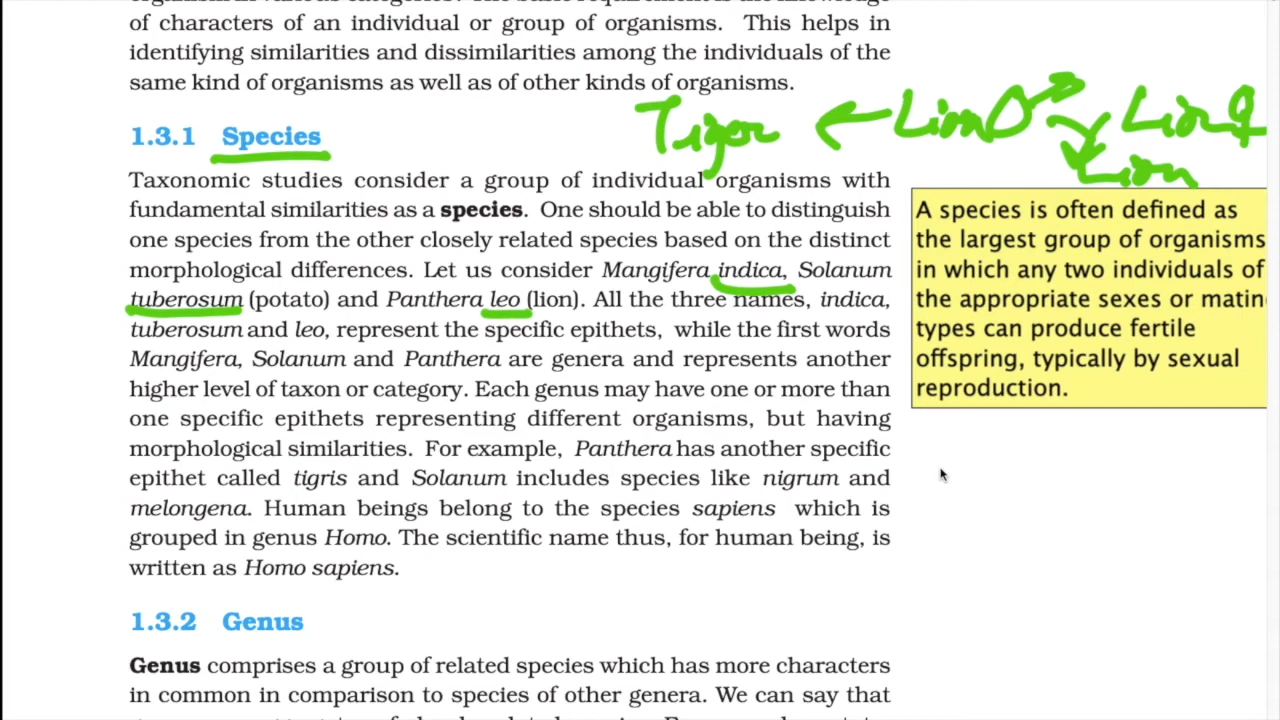 of characters of an individual or group of organisms. This helps in
identifying similarities and dissimilarities among the individuals of the
same kind of organisms as well as of other kinds of organisms.
Tiger ← Lion♂ Lion♀
Lion
1.3.1 Species
Taxonomic studies consider a group of individual organisms with
fundamental similarities as a species. One should be able to distinguish
one species from the other closely related species based on the distinct
morphological differences. Let us consider Mangifera indica, Solanum
tuberosum (potato) and Panthera leo (lion). All the three names, indica,
tuberosum and leo, represent the specific epithets, while the first words
Mangifera, Solanum and Panthera are genera and represents another
higher level of taxon or category. Each genus may have one or more than
one specific epithets representing different organisms, but having
morphological similarities. For example, Panthera has another specific
epithet called tigris and Solanum includes species like nigrum and
melongena. Human beings belong to the species sapiens which is
grouped in genus Homo. The scientific name thus, for human being, is
written as Homo sapiens.
A species is often defined as
the largest group of organisms
in which any two individuals of
the appropriate sexes or matin
types can produce fertile
offspring, typically by sexual
reproduction.
1.3.2 Genus
Genus comprises a group of related species which has more characters
in common in comparison to species of other genera. We can say that